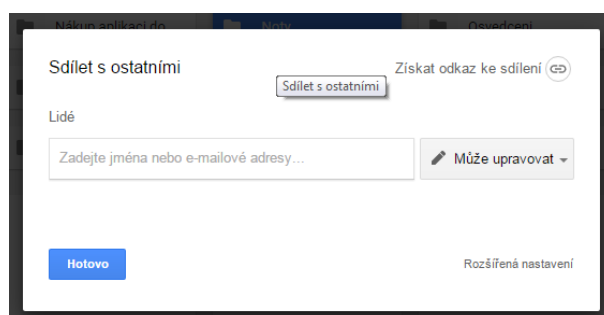 Nákup aplikací do Noty Osvědčení
Sdílet s ostatními Získat odkaz ke sdílení
Sdílet s ostatními
Lidé
Zadejte jména nebo e-mailové adresy... Může upravovat
Hotovo Rozšířená nastavení